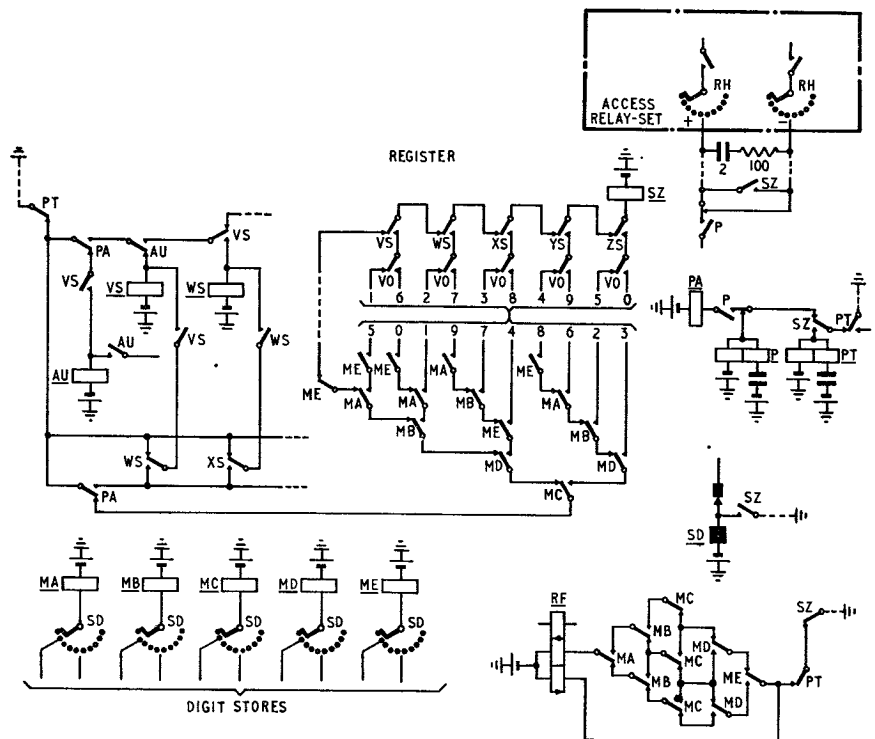 RH
RH
ACCESS
RELAY-SET
+
−
2
100
SZ
P
REGISTER
SZ
PT
VS
WS
XS
YS
ZS
PA
AU
VS
VS
VS
WS
VO
VO
VO
VO
VO
1 6 2 7 3 8 4 9 5 0
5 0 1 9 7 4 8 6 2 3
VS
WS
AU
AU
ME
ME
MA
ME
ME
MA
MA
MB
MA
MB
ME
MB
MD
MD
MC
WS
XS
PA
PA
P
SZ
PT
P
PT
SZ
SD
MA
MB
MC
MD
ME
SD
SD
SD
SD
SD
DIGIT STORES
RF
MC
MB
MD
MA
MC
ME
MB
MC
MD
SZ
PT